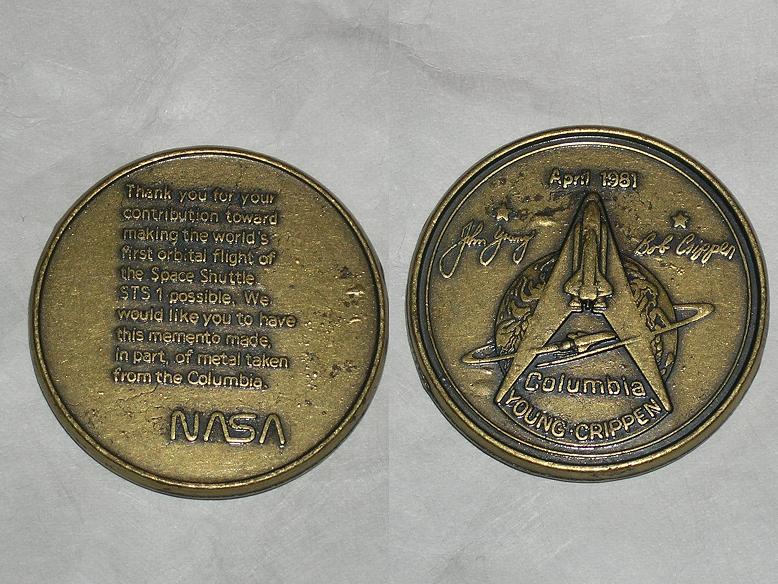 Thank you for your
contribution toward
making the world's
first orbital flight of
the Space Shuttle
STS 1 possible. We
would like you to have
this memento made,
in part, of metal taken
from the Columbia.
NASA
April 1981
John Young
Bob Crippen
Columbia
YOUNG·CRIPPEN